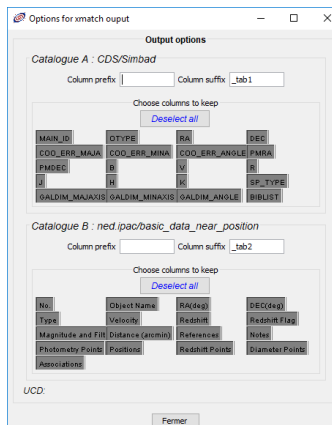 Options for xmatch ouput
Output options
Catalogue A : CDS/Simbad
Column prefix Column suffix _tab1
Choose columns to keep
Deselect all
MAIN_ID OTYPE RA DEC
COO_ERR_MAJA COO_ERR_MINA COO_ERR_ANGLE PMRA
PMDEC B V R
J H K SP_TYPE
GALDIM_MAJAXIS GALDIM_MINAXIS GALDIM_ANGLE BIBLIST
Catalogue B : ned.ipac/basic_data_near_position
Column prefix Column suffix _tab2
Choose columns to keep
Deselect all
No. Object Name RA(deg) DEC(deg)
Type Velocity Redshift Redshift Flag
Magnitude and Filt Distance (arcmin) References Notes
Photometry Points Positions Redshift Points Diameter Points
Associations
UCD:
Fermer